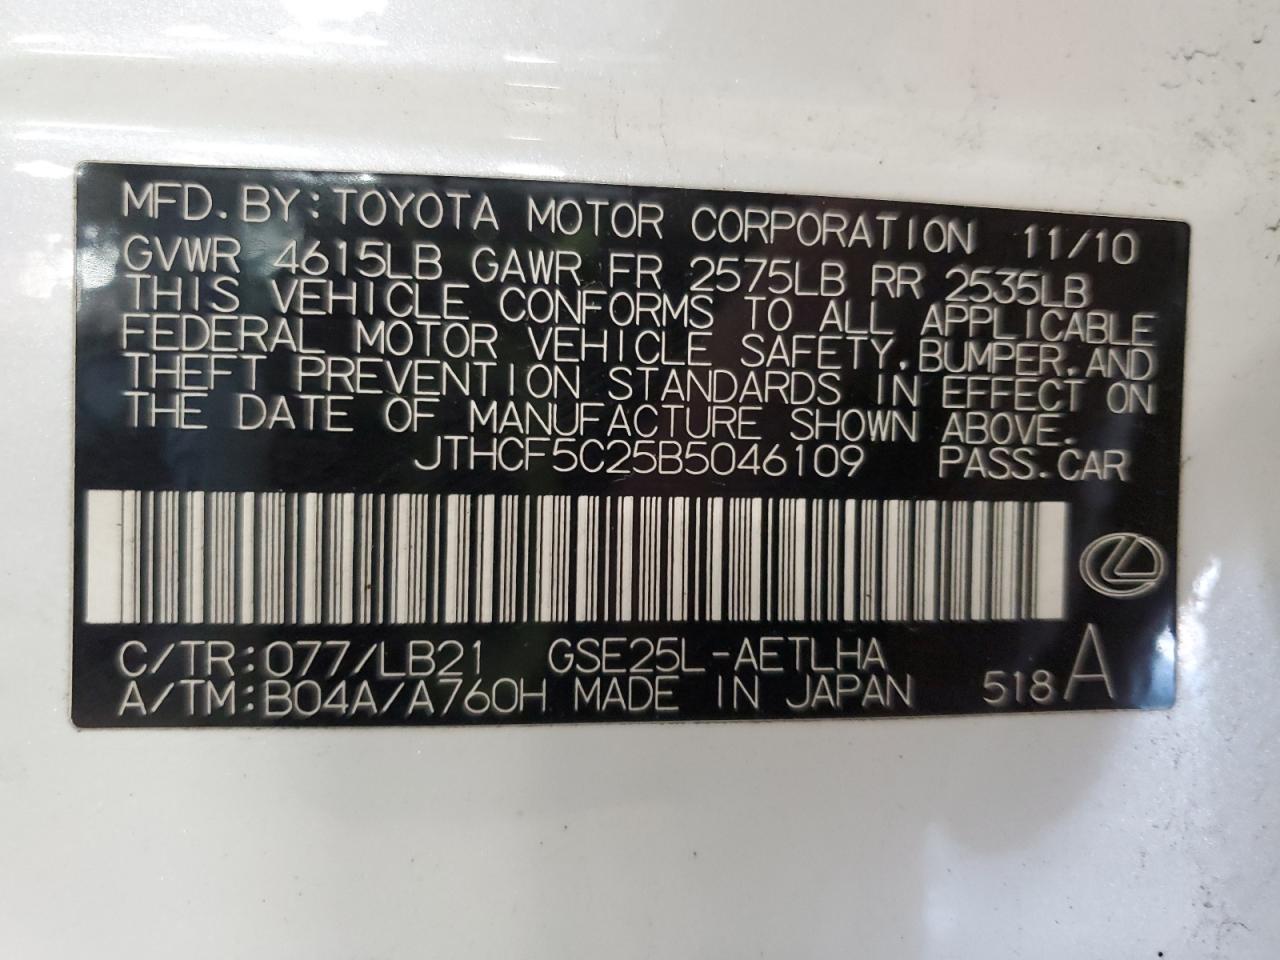 MFD. BY: TOYOTA MOTOR CORPORATION 11/10
GVWR 4615LB GAWR FR 2575LB RR 2535LB
THIS VEHICLE CONFORMS TO ALL APPLICABLE
FEDERAL MOTOR VEHICLE SAFETY, BUMPER, AND
THEFT PREVENTION STANDARDS IN EFFECT ON
THE DATE OF MANUFACTURE SHOWN ABOVE.
JTHCF5C25B5046109 PASS. CAR
C/TR: 077/LB21 GSE25L-AETLHA
A/TM: B04A/A760H MADE IN JAPAN 518 A